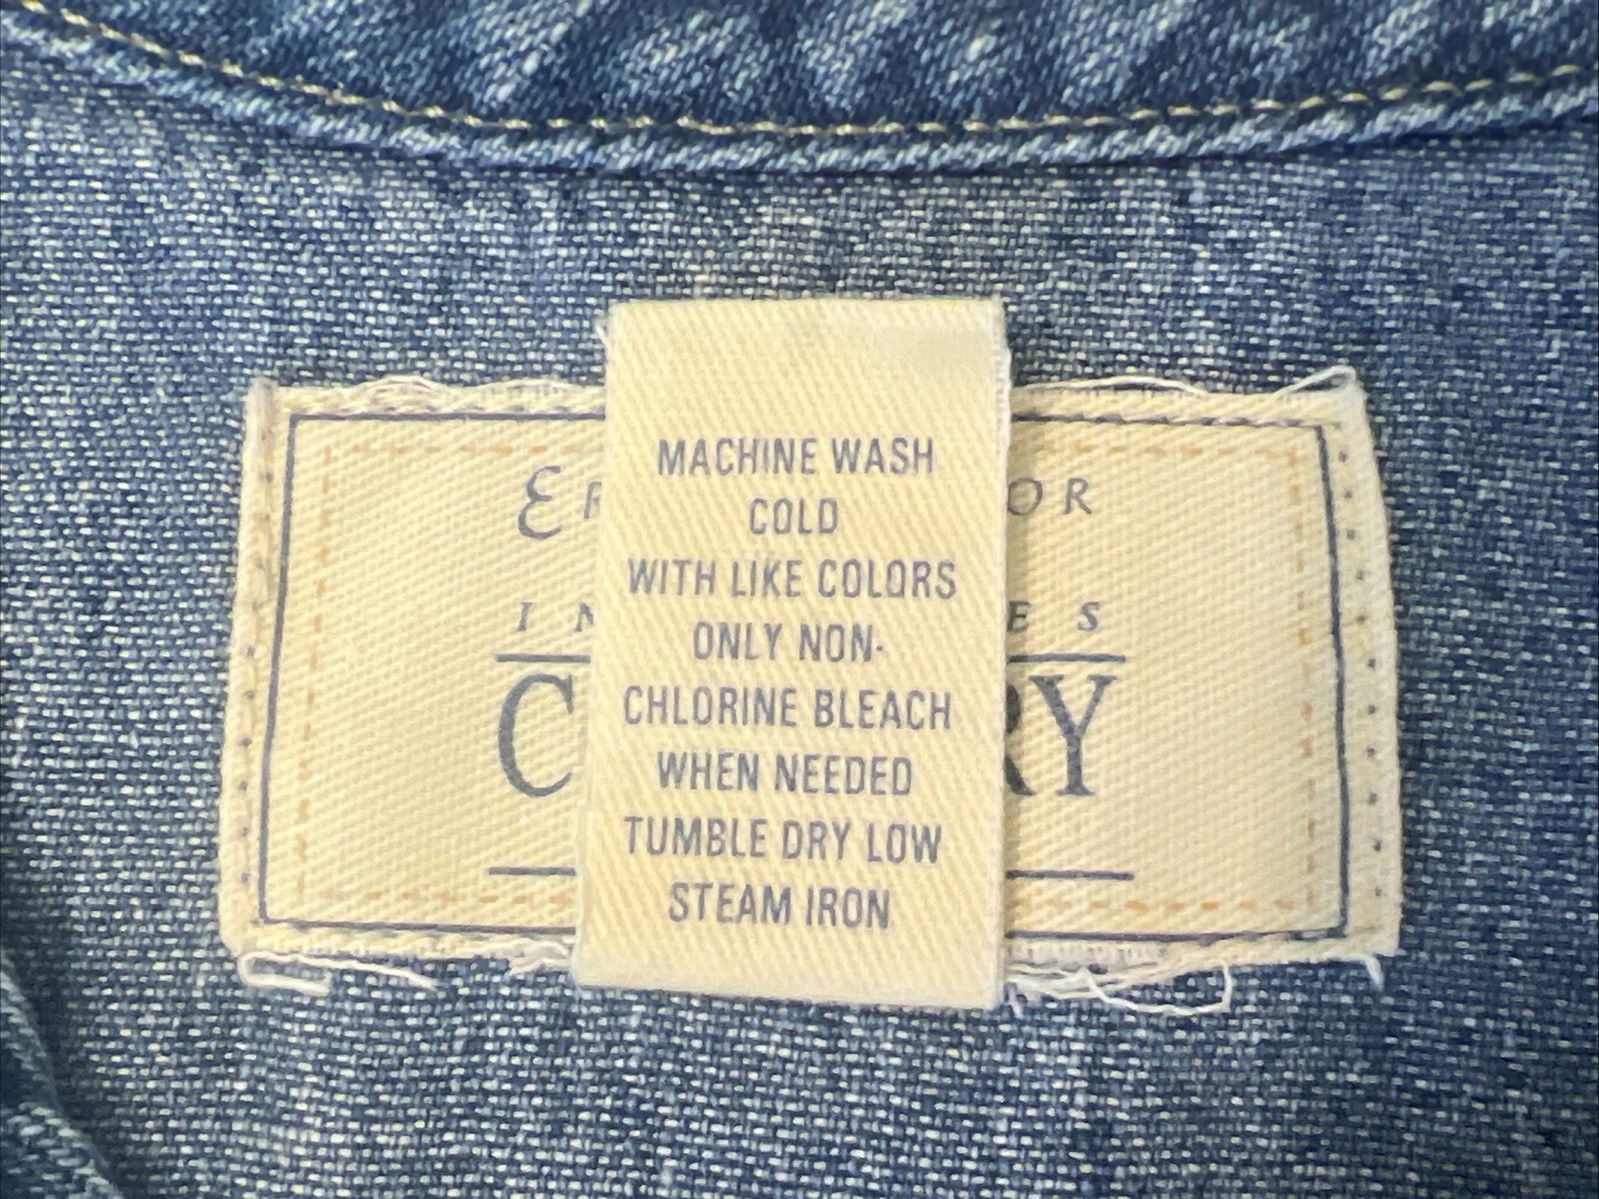 MACHINE WASH
COLD
WITH LIKE COLORS
ONLY NON-
CHLORINE BLEACH
WHEN NEEDED
TUMBLE DRY LOW
STEAM IRON